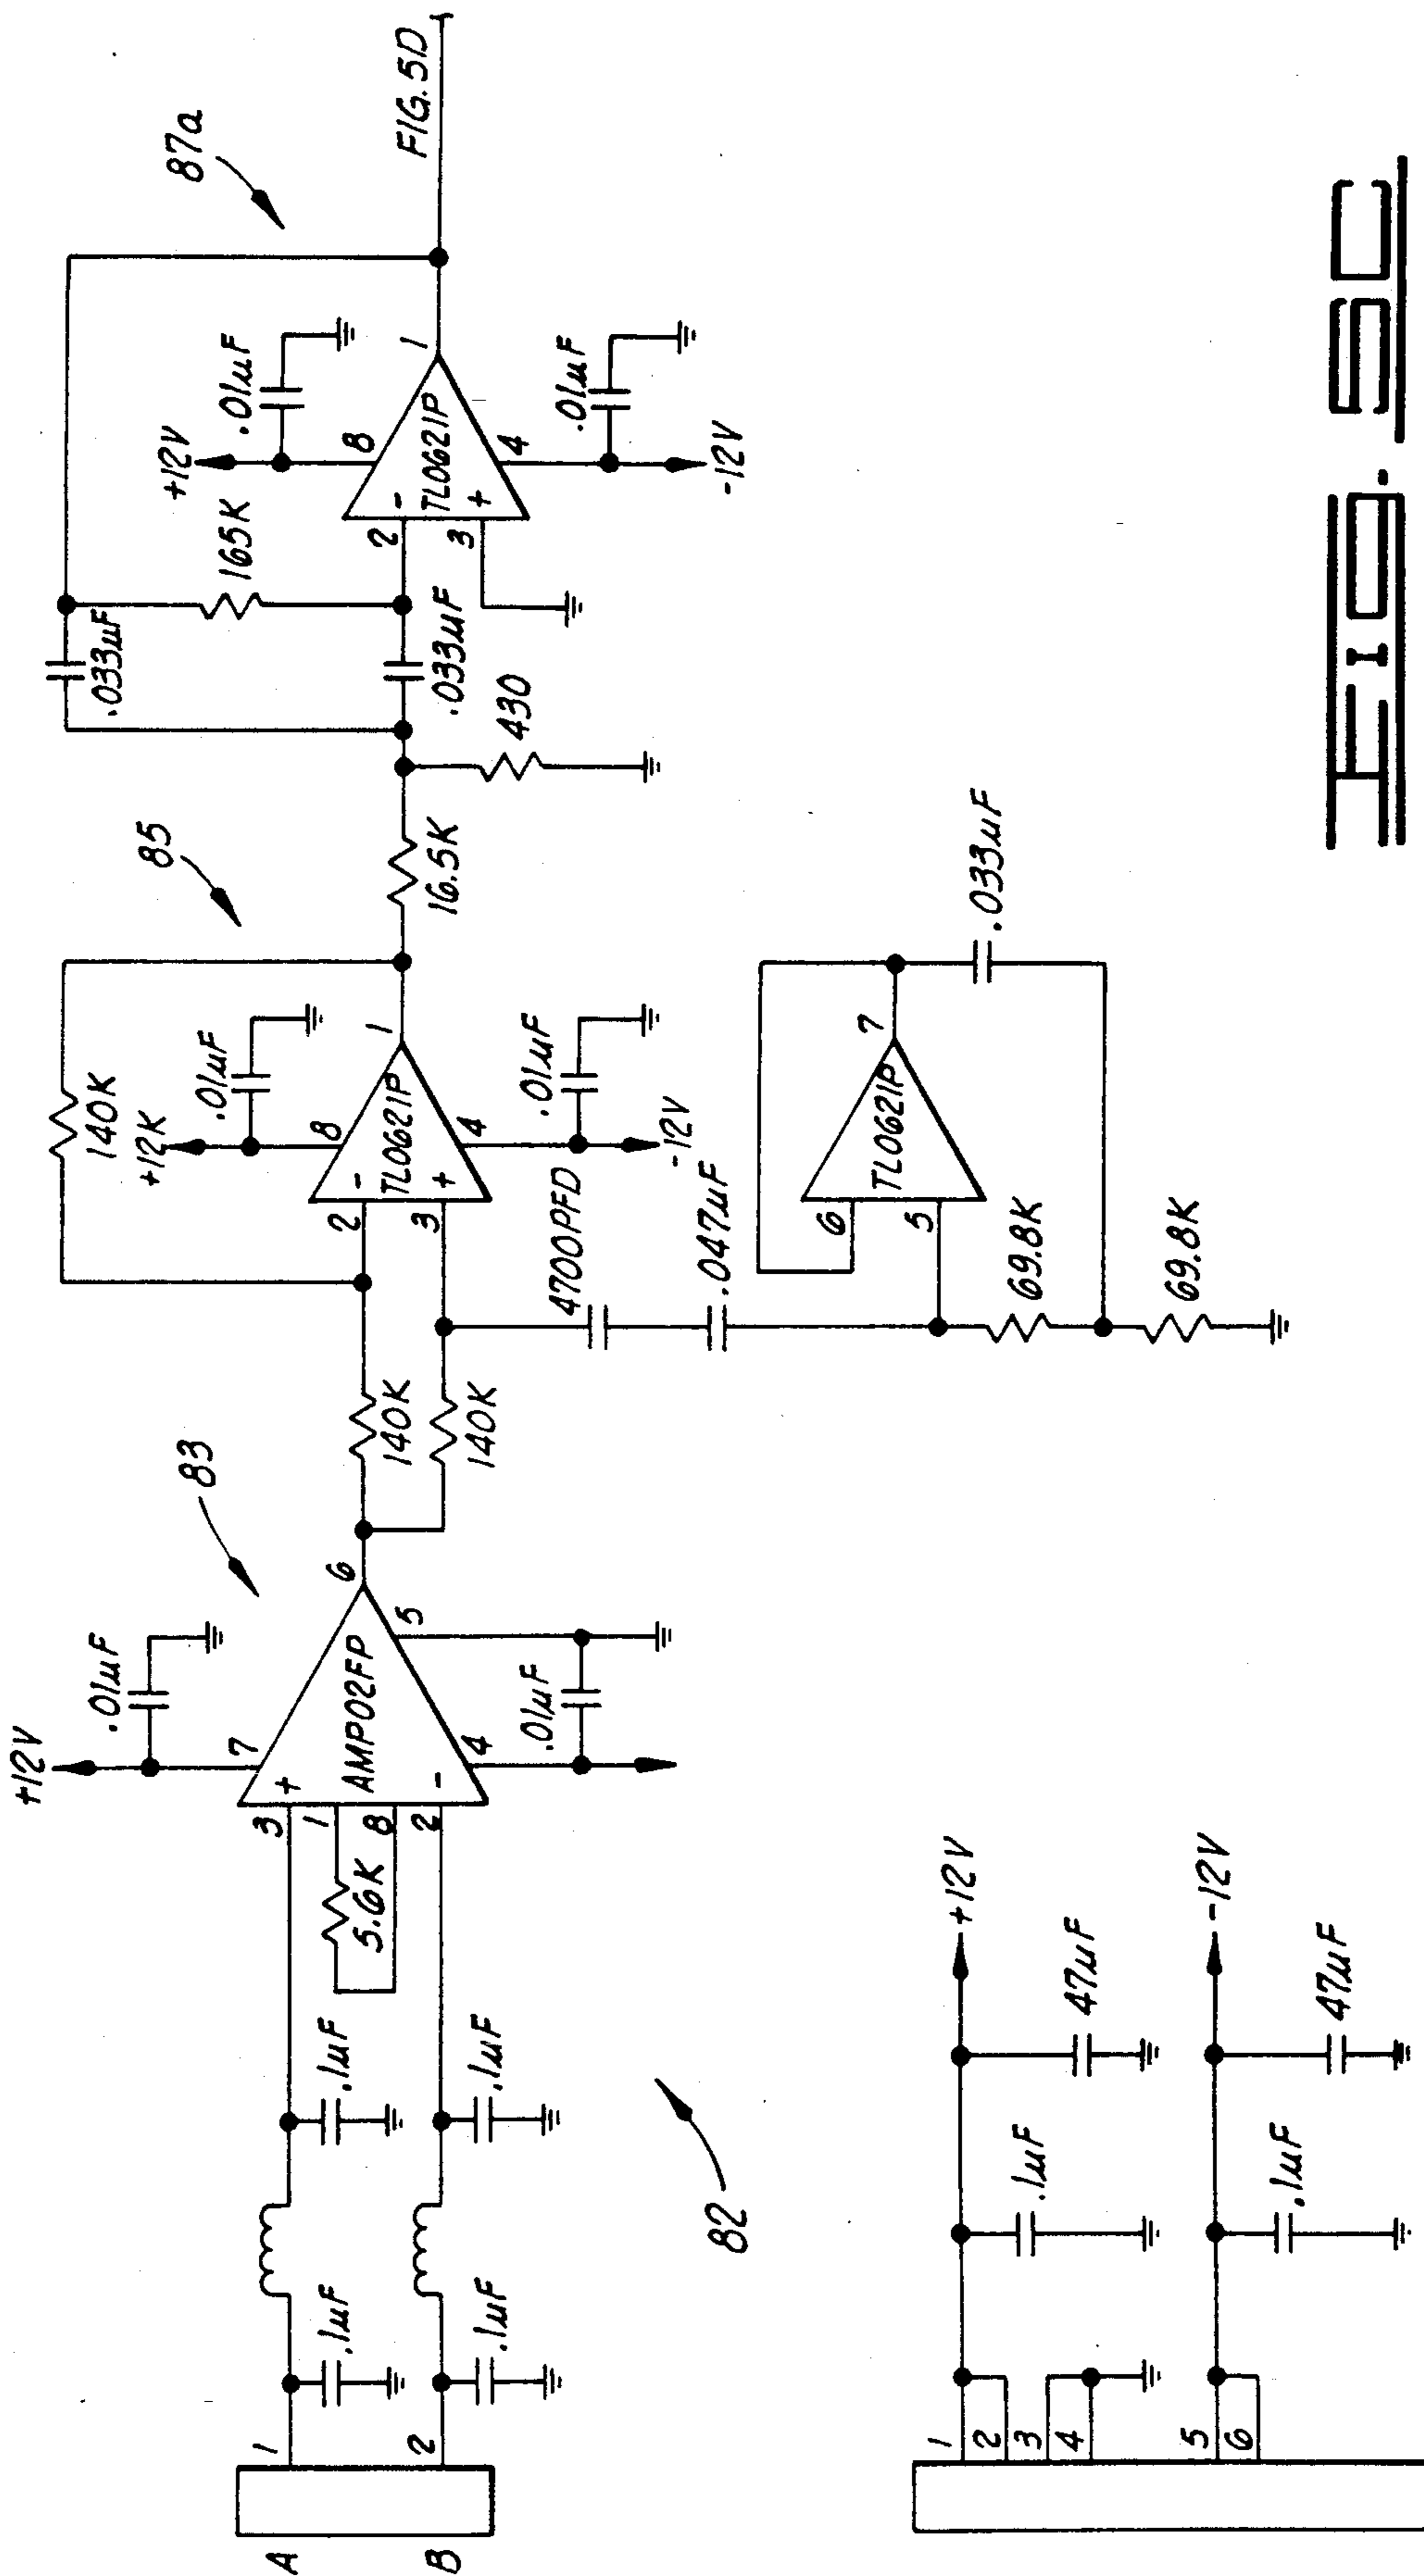 A
B
1
2
.1µF
.1µF
.1µF
.1µF
82
3
1
8
2
5.6K
+
AMP02FP
-
+12V
7
.01µF
4
.01µF
5
6
83
140K
140K
2
3
-
TL062IP
+
140K
+12K
8
.01µF
4
.01µF
-12V
1
85
4700PFD
.047µF
6
5
TL062IP
7
.033µF
69.8K
69.8K
16.5K
430
.033µF
.033µF
165K
2
3
-
TL062IP
+
+12V
8
.01µF
4
.01µF
-12V
1
87a
FIG. 5D
1
2
3
4
5
6
.1µF
47µF
+12V
.1µF
47µF
-12V
FIG. 5C